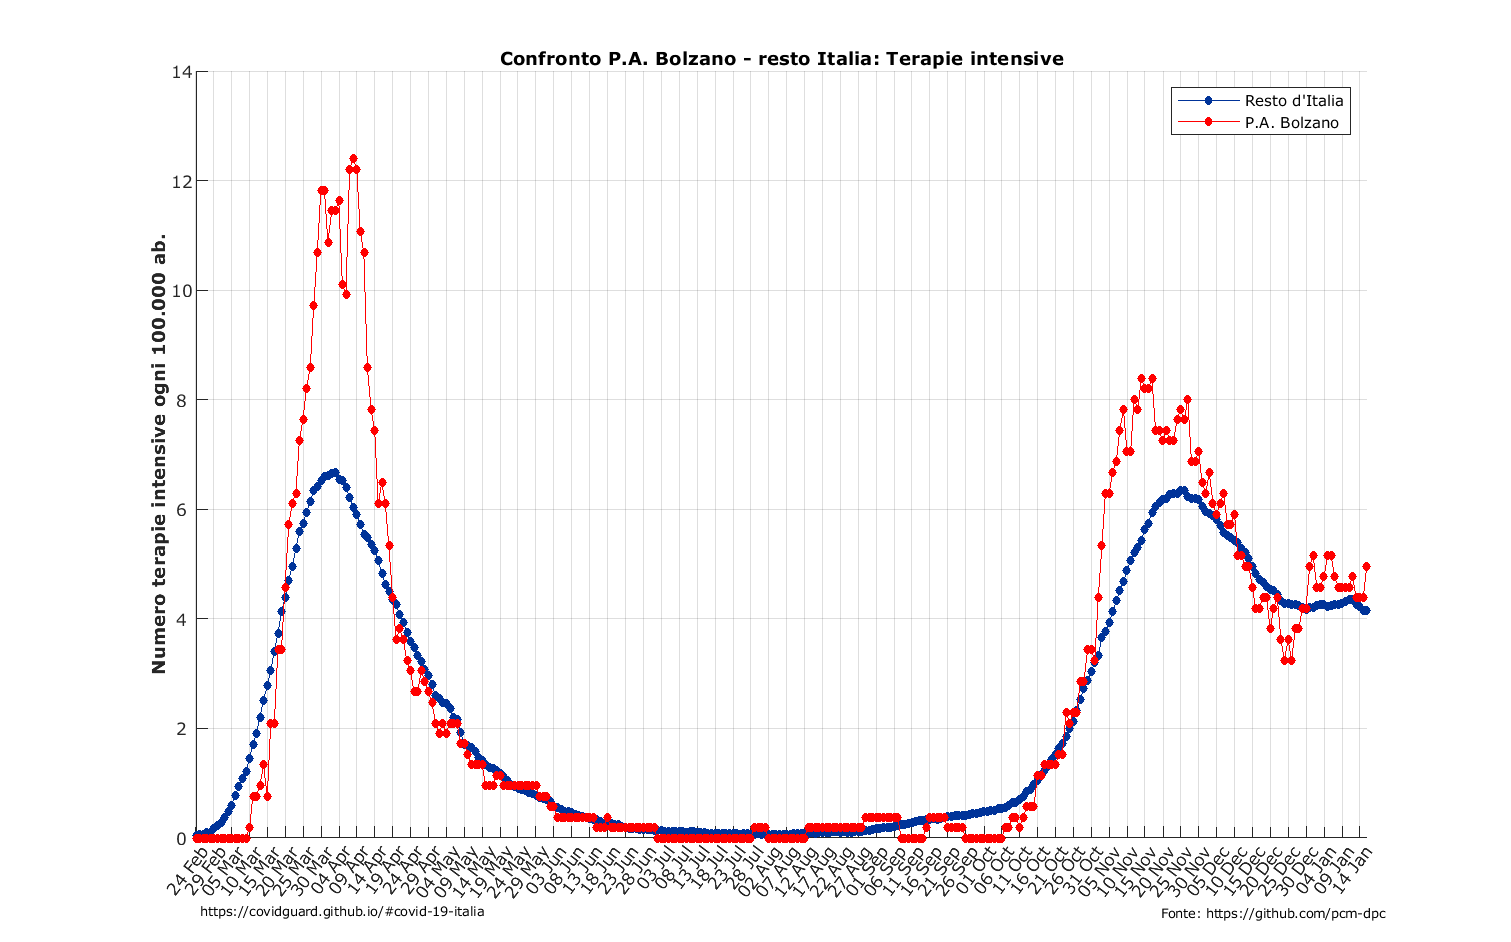 Confronto P.A. Bolzano - resto Italia: Terapie intensive
Resto d'Italia
P.A. Bolzano
Numero terapie intensive ogni 100.000 ab.
14
12
10
8
6
4
2
0
24 Feb
29 Feb
05 Mar
10 Mar
15 Mar
20 Mar
25 Mar
30 Mar
04 Apr
09 Apr
14 Apr
19 Apr
24 Apr
29 Apr
04 May
09 May
14 May
19 May
24 May
29 May
03 Jun
08 Jun
13 Jun
18 Jun
23 Jun
28 Jun
03 Jul
08 Jul
13 Jul
18 Jul
23 Jul
28 Jul
02 Aug
07 Aug
12 Aug
17 Aug
22 Aug
27 Aug
01 Sep
06 Sep
11 Sep
16 Sep
21 Sep
26 Sep
01 Oct
06 Oct
11 Oct
16 Oct
21 Oct
26 Oct
31 Oct
05 Nov
10 Nov
15 Nov
20 Nov
25 Nov
30 Nov
05 Dec
10 Dec
15 Dec
20 Dec
25 Dec
30 Dec
04 Jan
09 Jan
14 Jan
https://covidguard.github.io/#covid-19-italia
Fonte: https://github.com/pcm-dpc